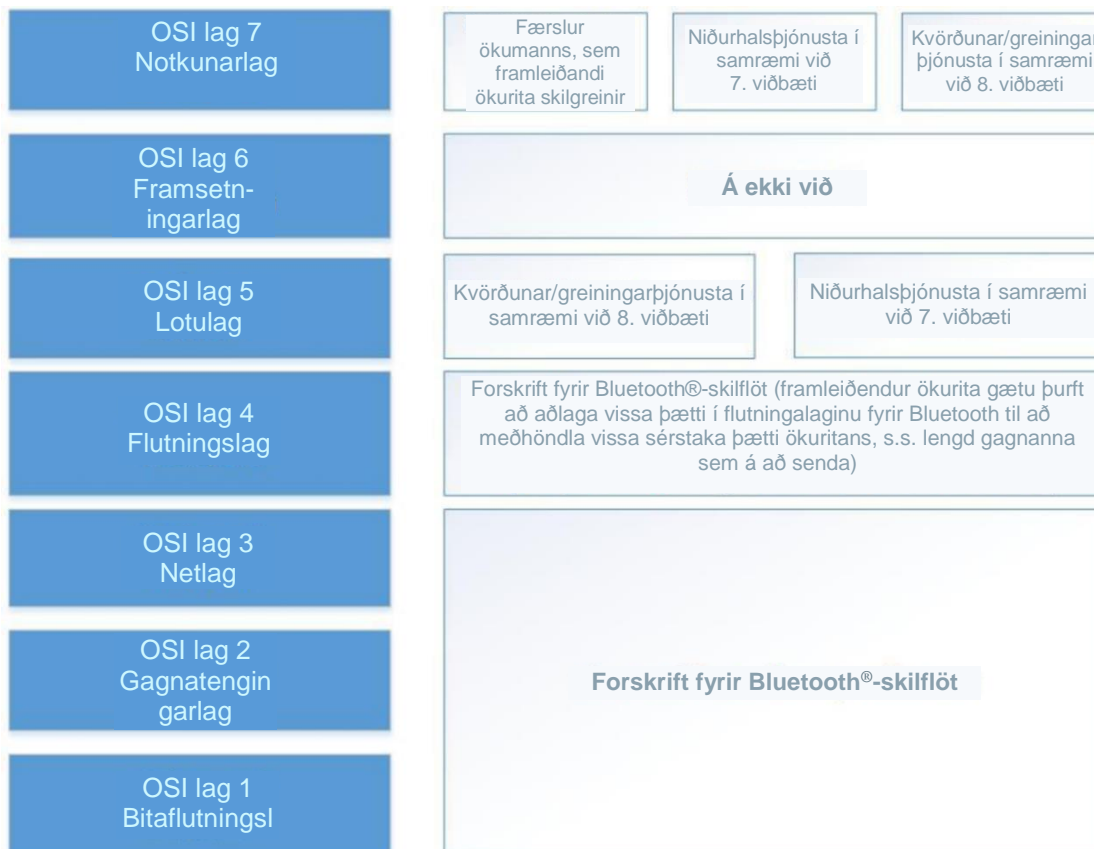 OSI lag 7
Notkunarlag
Færslur
ökumanns, sem
framleiðandi
ökurita skilgreinir
Niðurhalsþjónusta í
samræmi við
7. viðbæti
Kvörðunar/greiningar
þjónusta í samræmi
við 8. viðbæti
OSI lag 6
Framsetn-
ingarlag
Á ekki við
OSI lag 5
Lotulag
Kvörðunar/greiningarþjónusta í
samræmi við 8. viðbæti
Niðurhalsþjónusta í samræmi
við 7. viðbæti
OSI lag 4
Flutningslag
Forskrift fyrir Bluetooth®-skilflöt (framleiðendur ökurita gætu þurft
að aðlaga vissa þætti í flutningalaginu fyrir Bluetooth til að
meðhöndla vissa sérstaka þætti ökuritans, s.s. lengd gagnanna
sem á að senda)
OSI lag 3
Netlag
OSI lag 2
Gagnatengin
garlag
Forskrift fyrir Bluetooth®-skilflöt
OSI lag 1
Bitaflutningsl